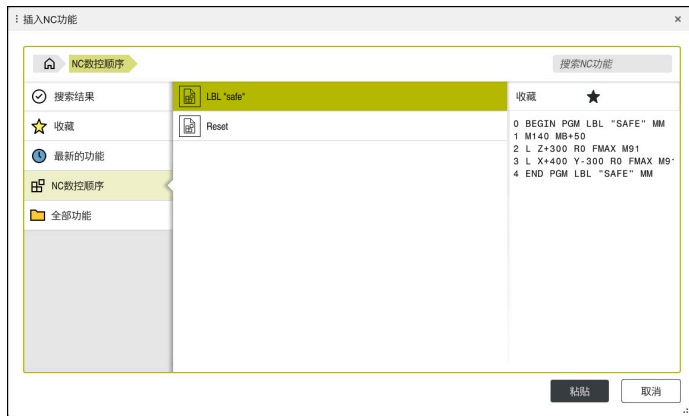 插入NC功能
NC数控顺序
搜索NC功能
搜索结果
收藏
最新的功能
NC数控顺序
全部功能
LBL "safe"
Reset
收藏
0 BEGIN PGM LBL "SAFE" MM
1 M140 MB+50
2 L Z+300 R0 FMAX M91
3 L X+400 Y-300 R0 FMAX M9
4 END PGM LBL "SAFE" MM
粘贴
取消